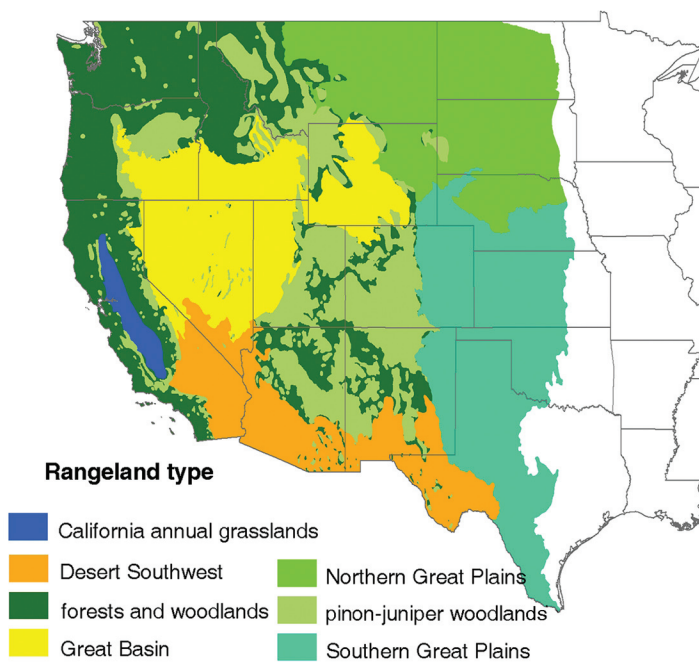 Rangeland type
California annual grasslands
Desert Southwest
forests and woodlands
Great Basin
Northern Great Plains
pinon-juniper woodlands
Southern Great Plains